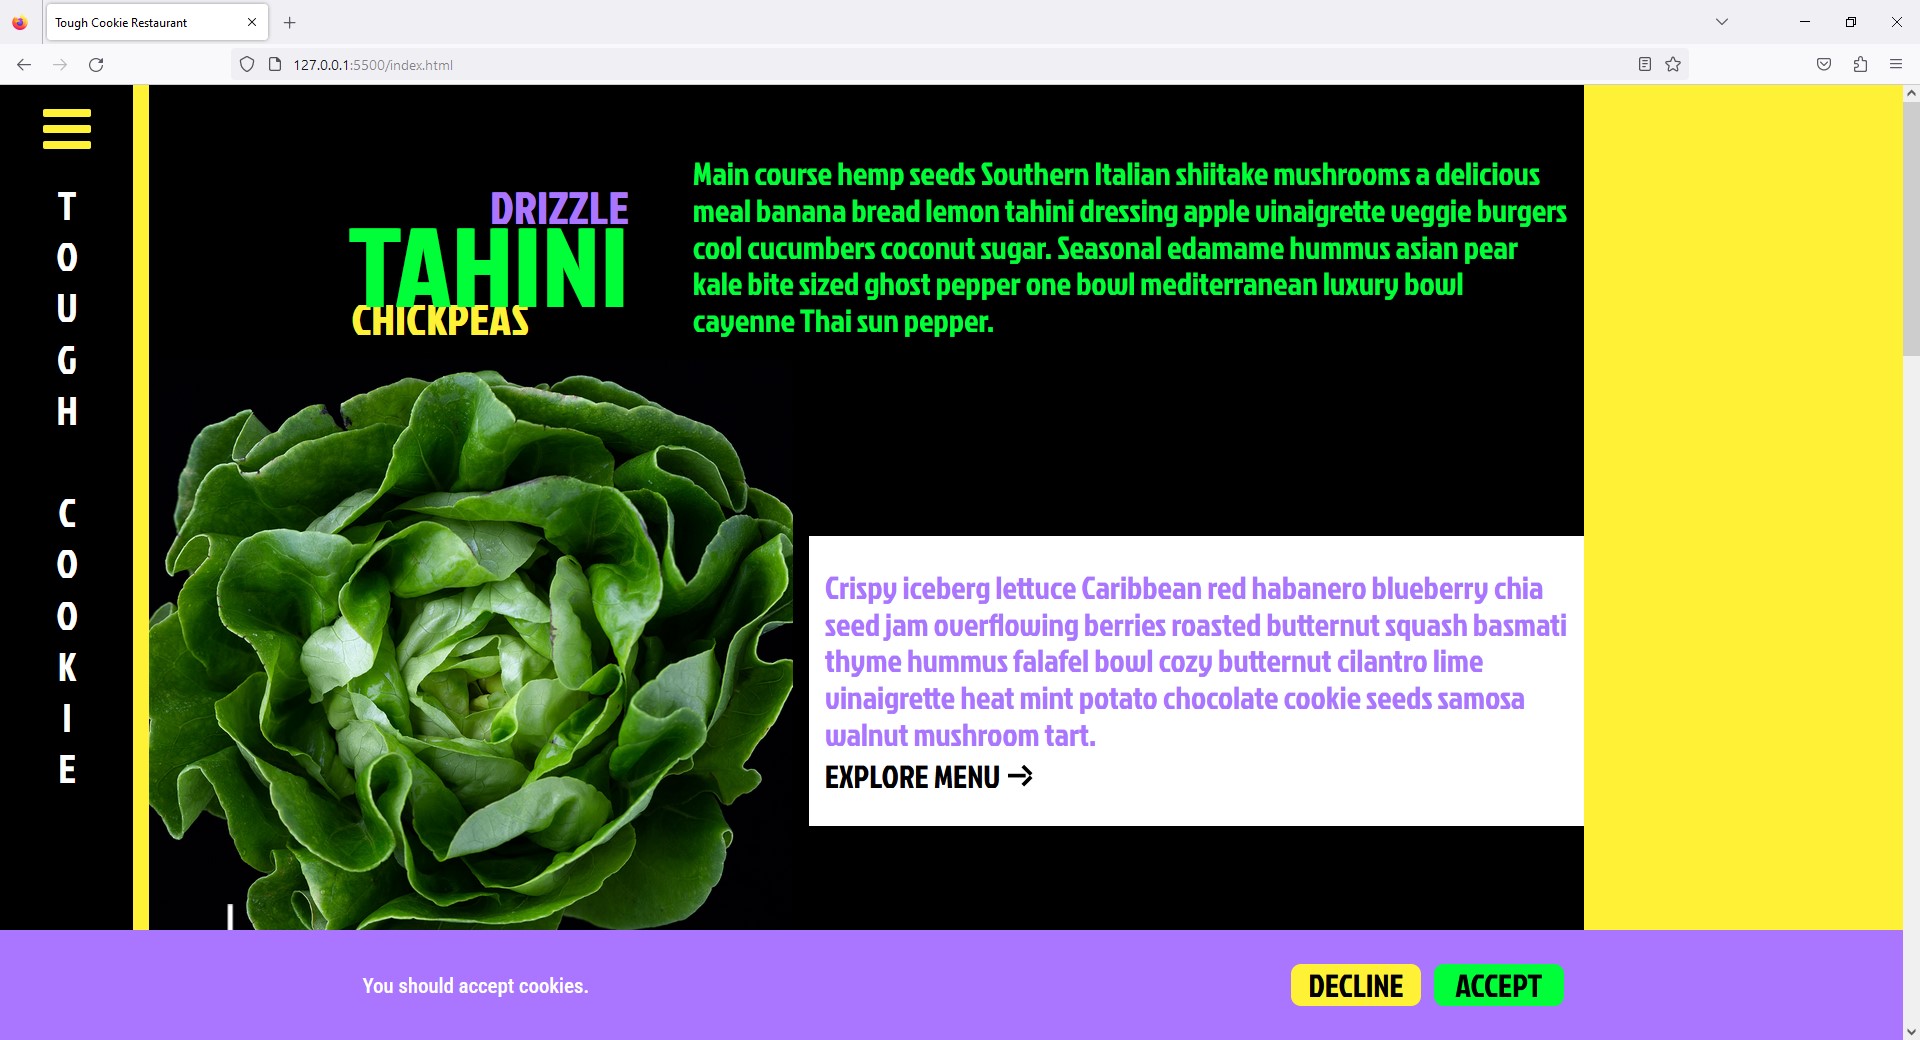 Tough Cookie Restaurant
127.0.0.1:5500/index.html
T
O
U
G
H
C
O
O
K
I
E
DRIZZLE
TAHINI
CHICKPEAS
Main course hemp seeds Southern Italian shiitake mushrooms a delicious
meal banana bread lemon tahini dressing apple vinaigrette veggie burgers
cool cucumbers coconut sugar. Seasonal edamame hummus asian pear
kale bite sized ghost pepper one bowl mediterranean luxury bowl
cayenne Thai sun pepper.
Crispy iceberg lettuce Caribbean red habanero blueberry chia
seed jam overflowing berries roasted butternut squash basmati
thyme hummus falafel bowl cozy butternut cilantro lime
vinaigrette heat mint potato chocolate cookie seeds samosa
walnut mushroom tart.
EXPLORE MENU →
You should accept cookies.
DECLINE
ACCEPT